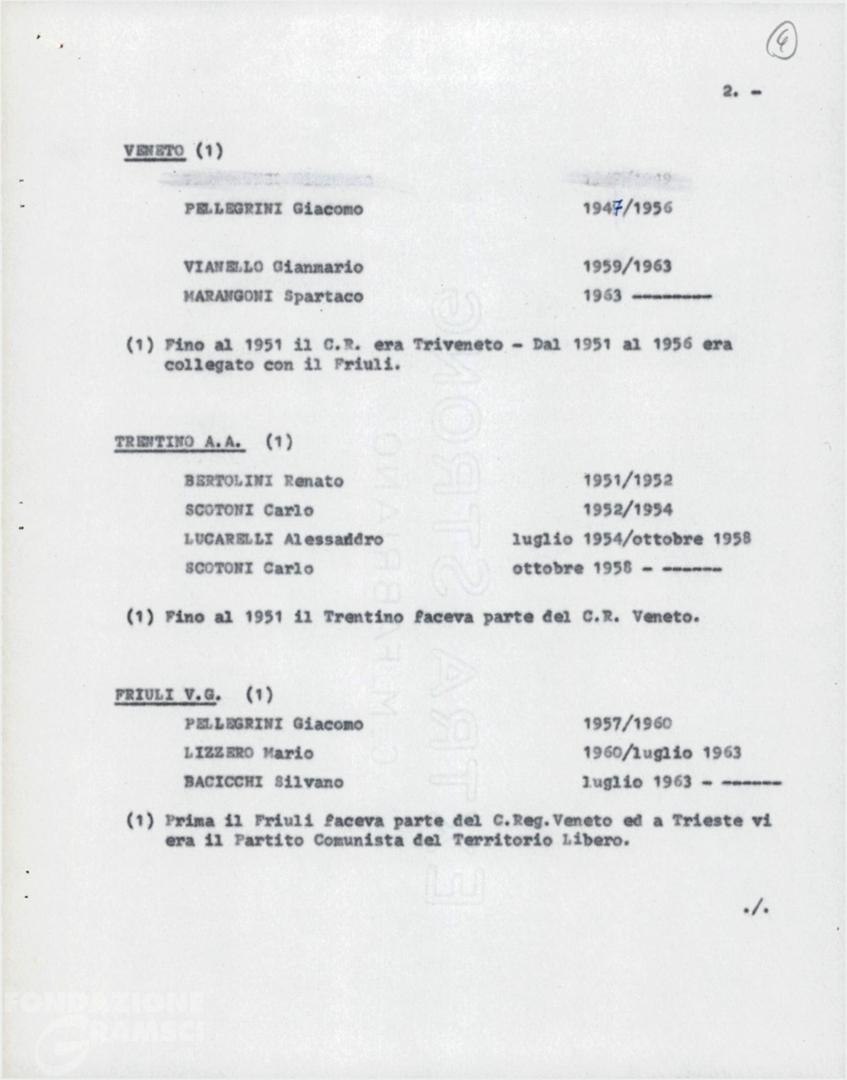 4
2. -
VENETO (1)
PELLEGRINI Giacomo 1947/1956
VIANELLO Gianmario 1959/1963
MARANGONI Spartaco 1963 --------
(1) Fino al 1951 il C.R. era Triveneto - Dal 1951 al 1956 era
collegato con il Friuli.
TRENTINO A.A. (1)
BERTOLINI Renato 1951/1952
SCOTONI Carlo 1952/1954
LUCARELLI Alessandro luglio 1954/ottobre 1958
SCOTONI Carlo ottobre 1958 - ------
(1) Fino al 1951 il Trentino faceva parte del C.R. Veneto.
FRIULI V.G. (1)
PELLEGRINI Giacomo 1957/1960
LIZZERO Mario 1960/luglio 1963
BACICCHI Silvano luglio 1963 - ------
(1) Prima il Friuli faceva parte del C.Reg.Veneto ed a Trieste vi
era il Partito Comunista del Territorio Libero.
./.
EXTRA STRONG
C. M. FABRIANO
FONDAZIONE
GRAMSCI